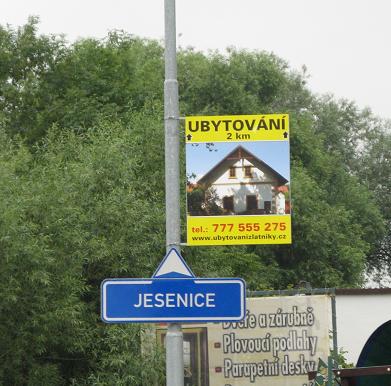 UBYTOVÁNÍ
2 km
tel.: 777 555 275
www.ubytovanizlatniky.cz
JESENICE
Dveře a zárubně
Plovoucí podlahy
Parapetní desky